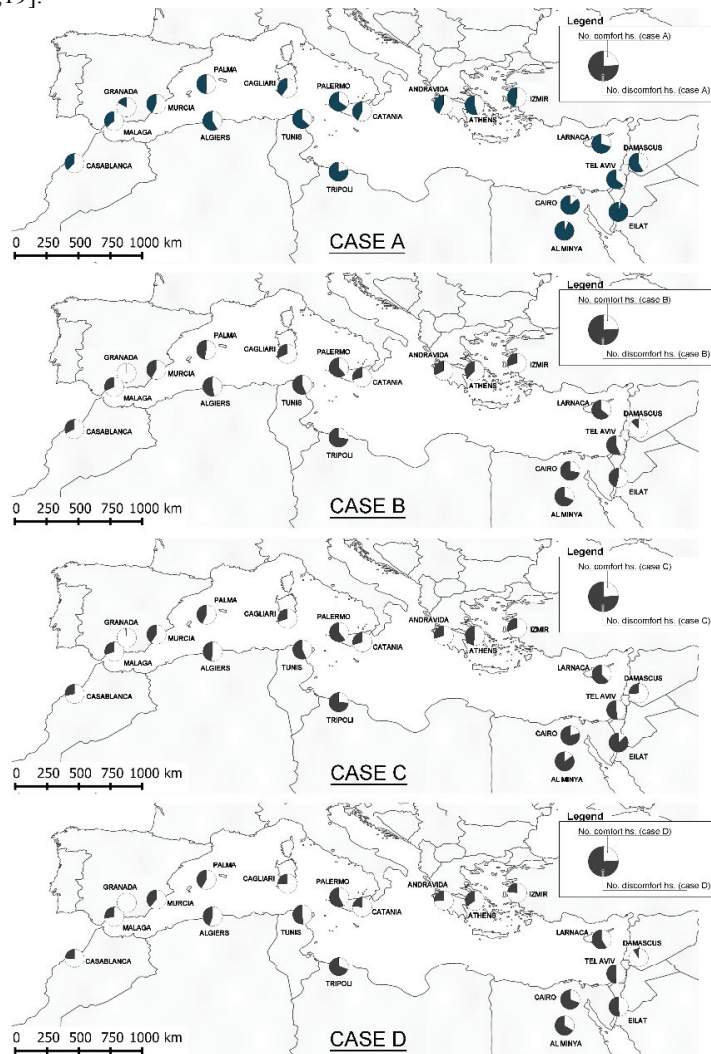 ,19].
Legend
No. comfort hs. (case A)
No. discomfort hs. (case A)
PALMA
GRANADA
CAGLIARI
PALERMO
ANDRAVIDA
IZMIR
MURCIA
CATANIA
ATHENS
MALAGA
ALGIERS
TUNIS
LARNACA
DAMASCUS
CASABLANCA
TEL AVIV
TRIPOLI
CAIRO
EILAT
AL MINYA
0 250 500 1000 km
CASE A
Legend
No. comfort hs. (case B)
No. discomfort hs. (case B)
PALMA
GRANADA
CAGLIARI
PALERMO
ANDRAVIDA
IZMIR
MURCIA
CATANIA
ATHENS
MALAGA
ALGIERS
TUNIS
LARNACA
DAMASCUS
CASABLANCA
TEL AVIV
TRIPOLI
CAIRO
EILAT
AL MINYA
0 250 500 1000 km
CASE B
Legend
No. comfort hs. (case C)
No. discomfort hs. (case C)
PALMA
GRANADA
CAGLIARI
PALERMO
ANDRAVIDA
IZMIR
MURCIA
CATANIA
ATHENS
MALAGA
ALGIERS
TUNIS
LARNACA
DAMASCUS
CASABLANCA
TEL AVIV
TRIPOLI
CAIRO
EILAT
AL MINYA
0 250 500 1000 km
CASE C
Legend
No. comfort hs. (case D)
No. discomfort hs. (case D)
PALMA
GRANADA
CAGLIARI
PALERMO
ANDRAVIDA
IZMIR
MURCIA
CATANIA
ATHENS
MALAGA
ALGIERS
TUNIS
LARNACA
DAMASCUS
CASABLANCA
TEL AVIV
TRIPOLI
CAIRO
EILAT
AL MINYA
0 250 500 1000 km
CASE D